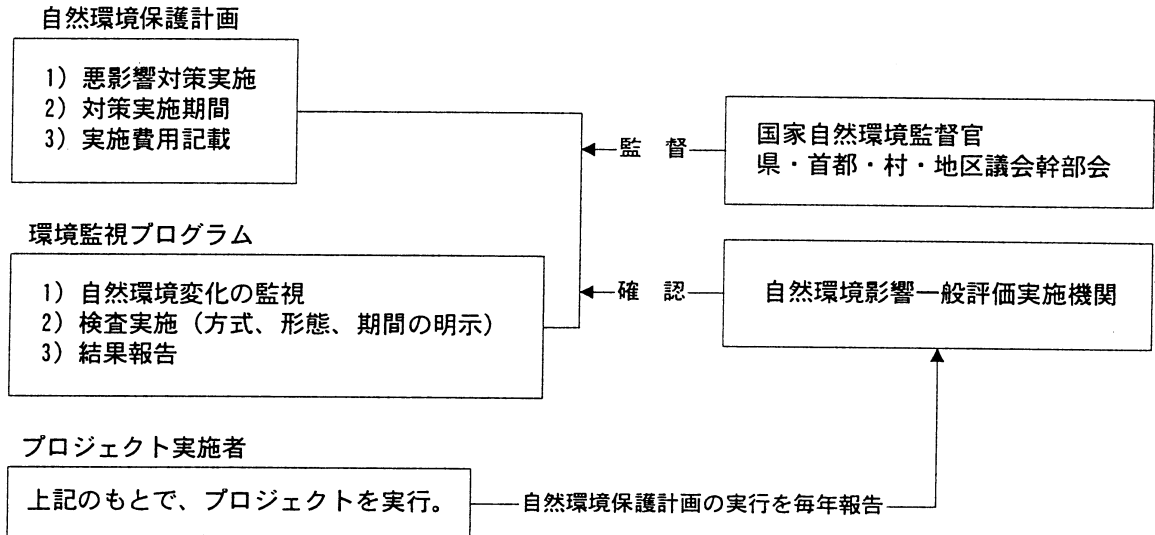 自然環境保護計画
1) 悪影響対策実施
2) 対策実施期間
3) 実施費用記載
監 督
国家自然環境監督官
県・首都・村・地区議会幹部会
環境監視プログラム
1) 自然環境変化の監視
2) 検査実施（方式、形態、期間の明示）
3) 結果報告
確 認
自然環境影響一般評価実施機関
プロジェクト実施者
上記のもとで、プロジェクトを実行。
自然環境保護計画の実行を毎年報告